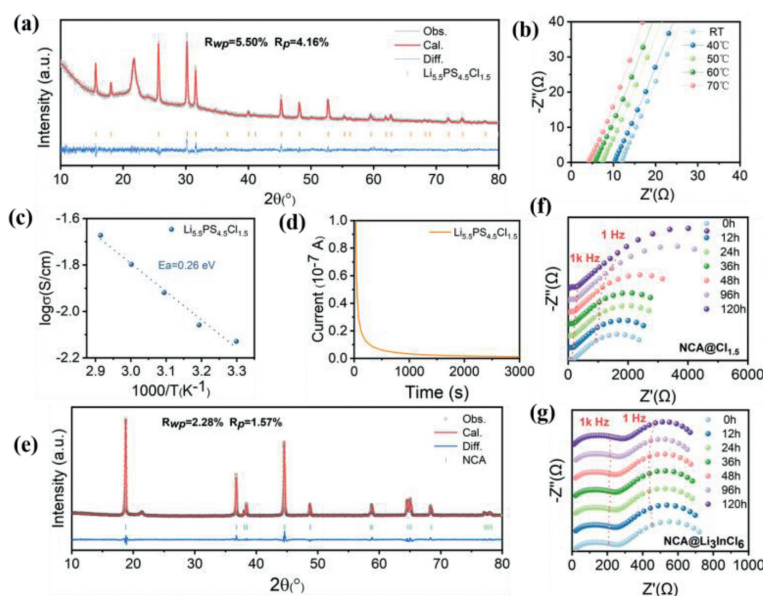 (a)
R_WP=5.50% R_P=4.16%
Obs.
Cal.
Diff.
Li5.5PS4.5Cl1.5
Intensity (a.u.)
10 20 30 40 50 60 70 80
2θ(°)
(b)
RT
40℃
50℃
60℃
70℃
-Z''(Ω)
40
30
20
10
0
0 10 20 30 40
Z'(Ω)
(c)
Li5.5PS4.5Cl1.5
Ea=0.26 eV
logσ(S/cm)
-1.6
-1.8
-2.0
-2.2
2.9 3.0 3.1 3.2 3.3
1000/T(K⁻¹)
(d)
Li5.5PS4.5Cl1.5
Current (10⁻⁷ A)
1.0
0.8
0.6
0.4
0.2
0.0
0 1000 2000 3000
Time (s)
(f)
1k Hz
1 Hz
0h
12h
24h
36h
48h
96h
120h
NCA@Cl1.5
-Z''(Ω)
0 2000 4000 6000
Z'(Ω)
(e)
R_WP=2.28% R_P=1.57%
Obs.
Cal.
Diff.
NCA
Intensity (a.u.)
10 20 30 40 50 60 70 80
2θ(°)
(g)
1k Hz
1 Hz
0h
12h
24h
36h
48h
96h
120h
NCA@Li3InCl6
-Z''(Ω)
0 200 400 600 800 1000
Z'(Ω)